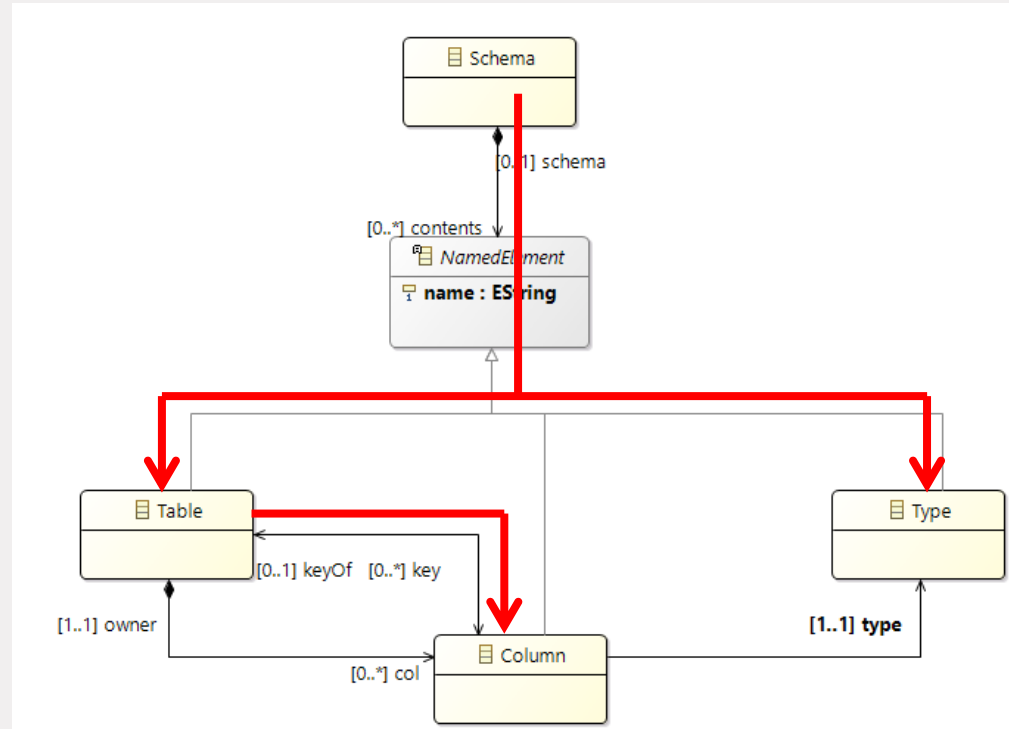 Schema
[0..1] schema
[0..*] contents
NamedElement
name : EString
Table
Type
[0..1] keyOf [0..*] key
[1..1] owner
[1..1] type
Column
[0..*] col